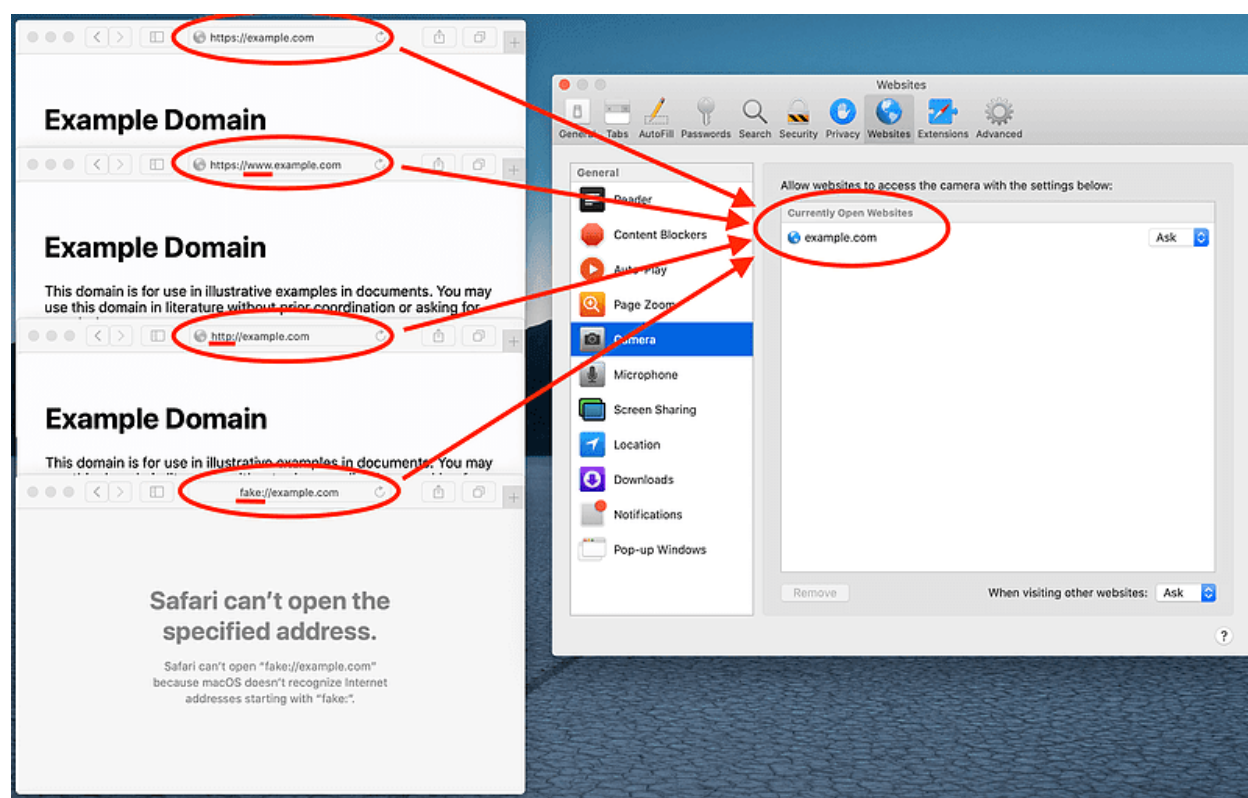 https://example.com
Example Domain
https://www.example.com
Example Domain
This domain is for use in illustrative examples in documents. You may
use this domain in literature without prior coordination or asking for
http://example.com
Example Domain
This domain is for use in illustrative examples in documents. You may
fake://example.com
Safari can't open the
specified address.
Safari can't open "fake://example.com"
because macOS doesn't recognize Internet
addresses starting with "fake:".
Websites
General Tabs AutoFill Passwords Search Security Privacy Websites Extensions Advanced
General
Reader
Content Blockers
Auto-Play
Page Zoom
Camera
Microphone
Screen Sharing
Location
Downloads
Notifications
Pop-up Windows
Allow websites to access the camera with the settings below:
Currently Open Websites
example.com Ask
Remove When visiting other websites: Ask
?